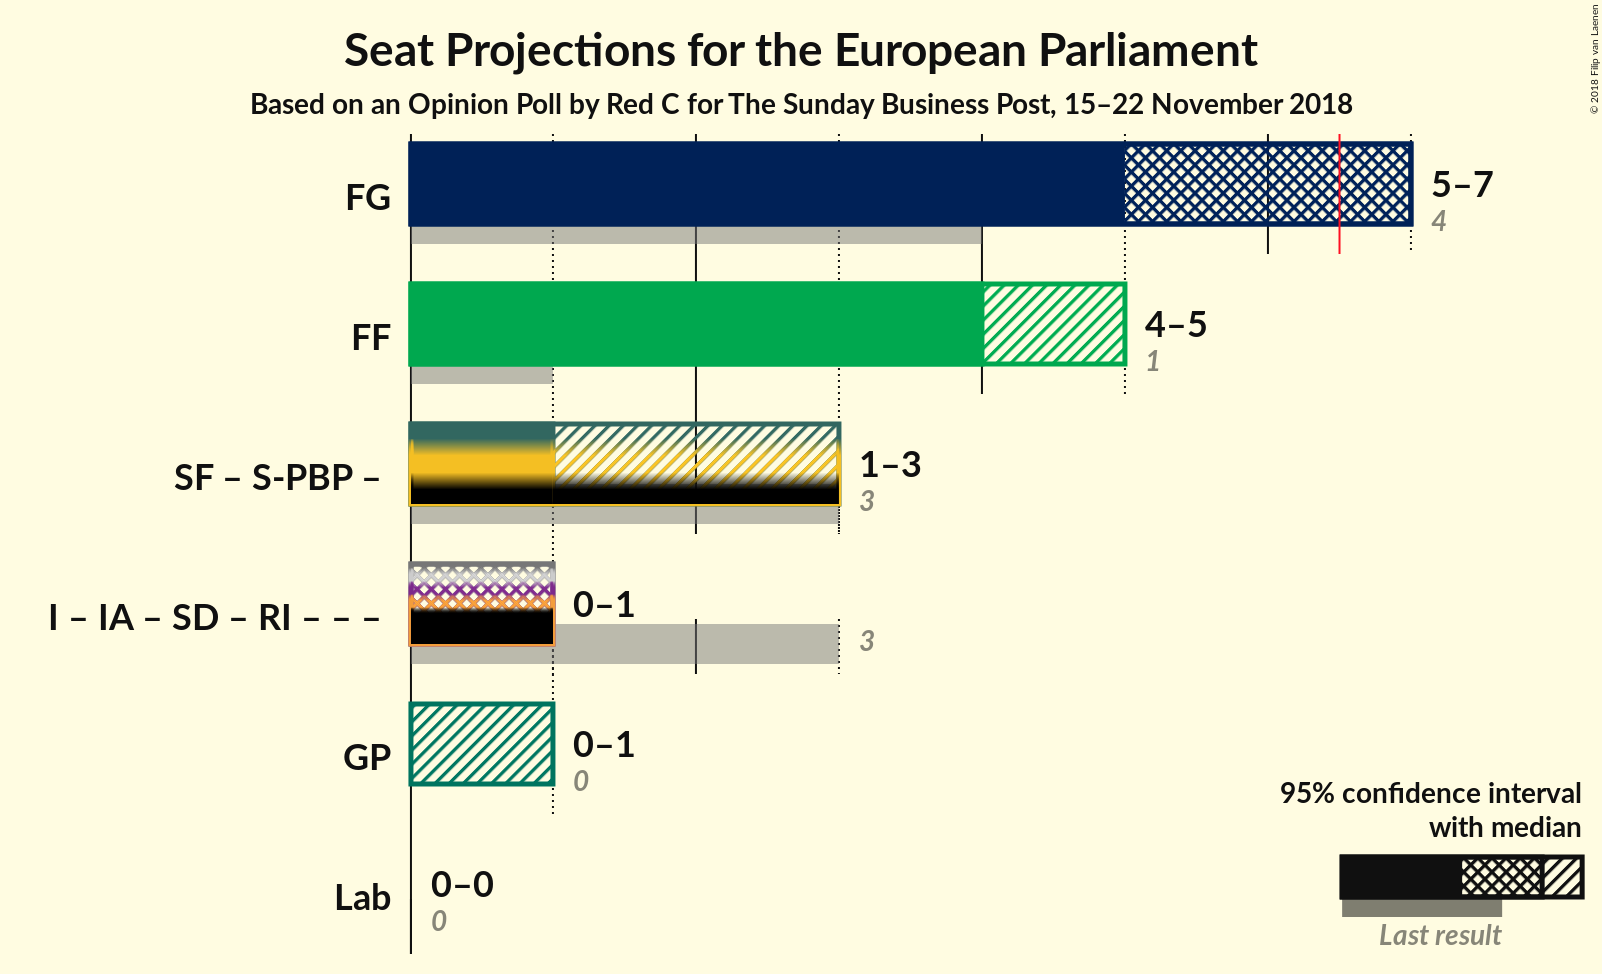 Seat Projections for the European Parliament
Based on an Opinion Poll by Red C for The Sunday Business Post, 15–22 November 2018
© 2018 Filip van Laenen
FG
5–7
4
FF
4–5
1
SF – S-PBP –
1–3
3
I – IA – SD – RI – – –
0–1
3
GP
0–1
0
Lab
0–0
0
95% confidence interval
with median
Last result